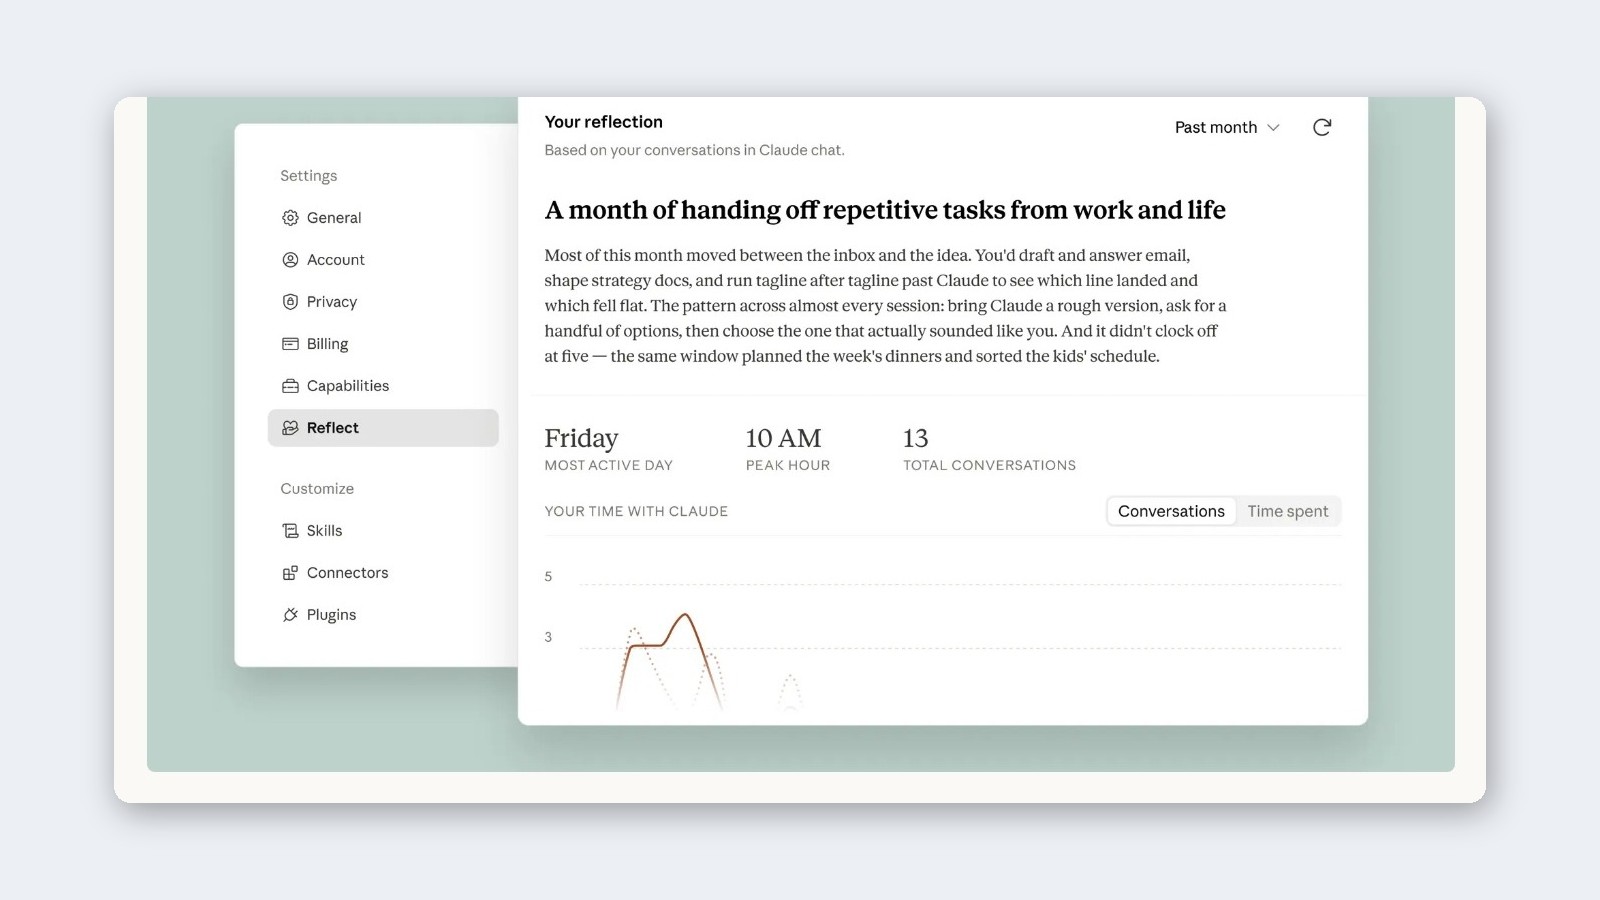 Settings
General
Account
Privacy
Billing
Capabilities
Reflect
Customize
Skills
Connectors
Plugins
Your reflection
Based on your conversations in Claude chat.
Past month
A month of handing off repetitive tasks from work and life
Most of this month moved between the inbox and the idea. You'd draft and answer email,
shape strategy docs, and run tagline after tagline past Claude to see which line landed and
which fell flat. The pattern across almost every session: bring Claude a rough version, ask for a
handful of options, then choose the one that actually sounded like you. And it didn't clock off
at five — the same window planned the week's dinners and sorted the kids' schedule.
Friday
MOST ACTIVE DAY
10 AM
PEAK HOUR
13
TOTAL CONVERSATIONS
YOUR TIME WITH CLAUDE
Conversations
Time spent
5
3